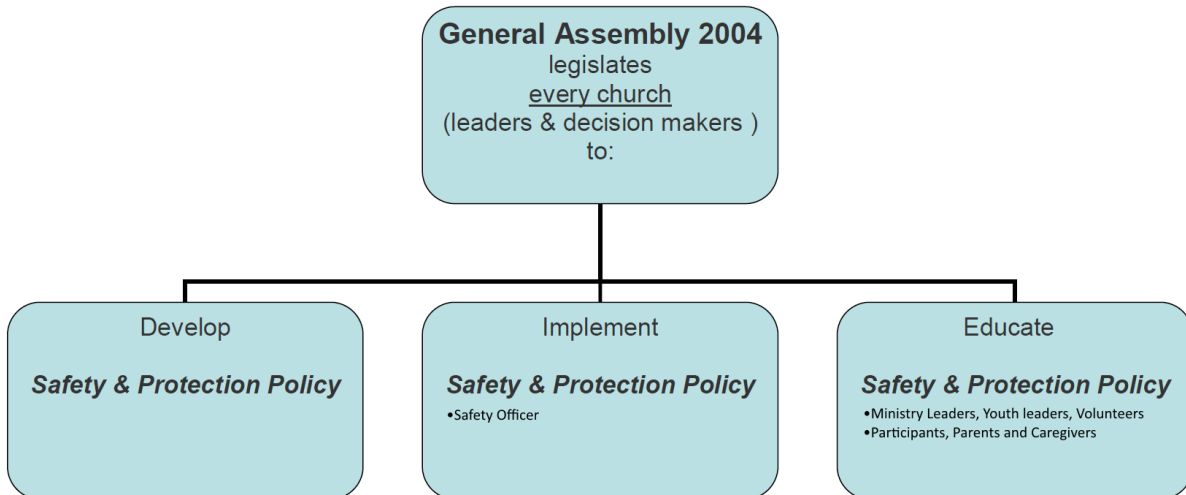 General Assembly 2004
legislates
every church
(leaders & decision makers )
to:
Develop
Safety & Protection Policy
Implement
Safety & Protection Policy
•Safety Officer
Educate
Safety & Protection Policy
•Ministry Leaders, Youth leaders, Volunteers
•Participants, Parents and Caregivers